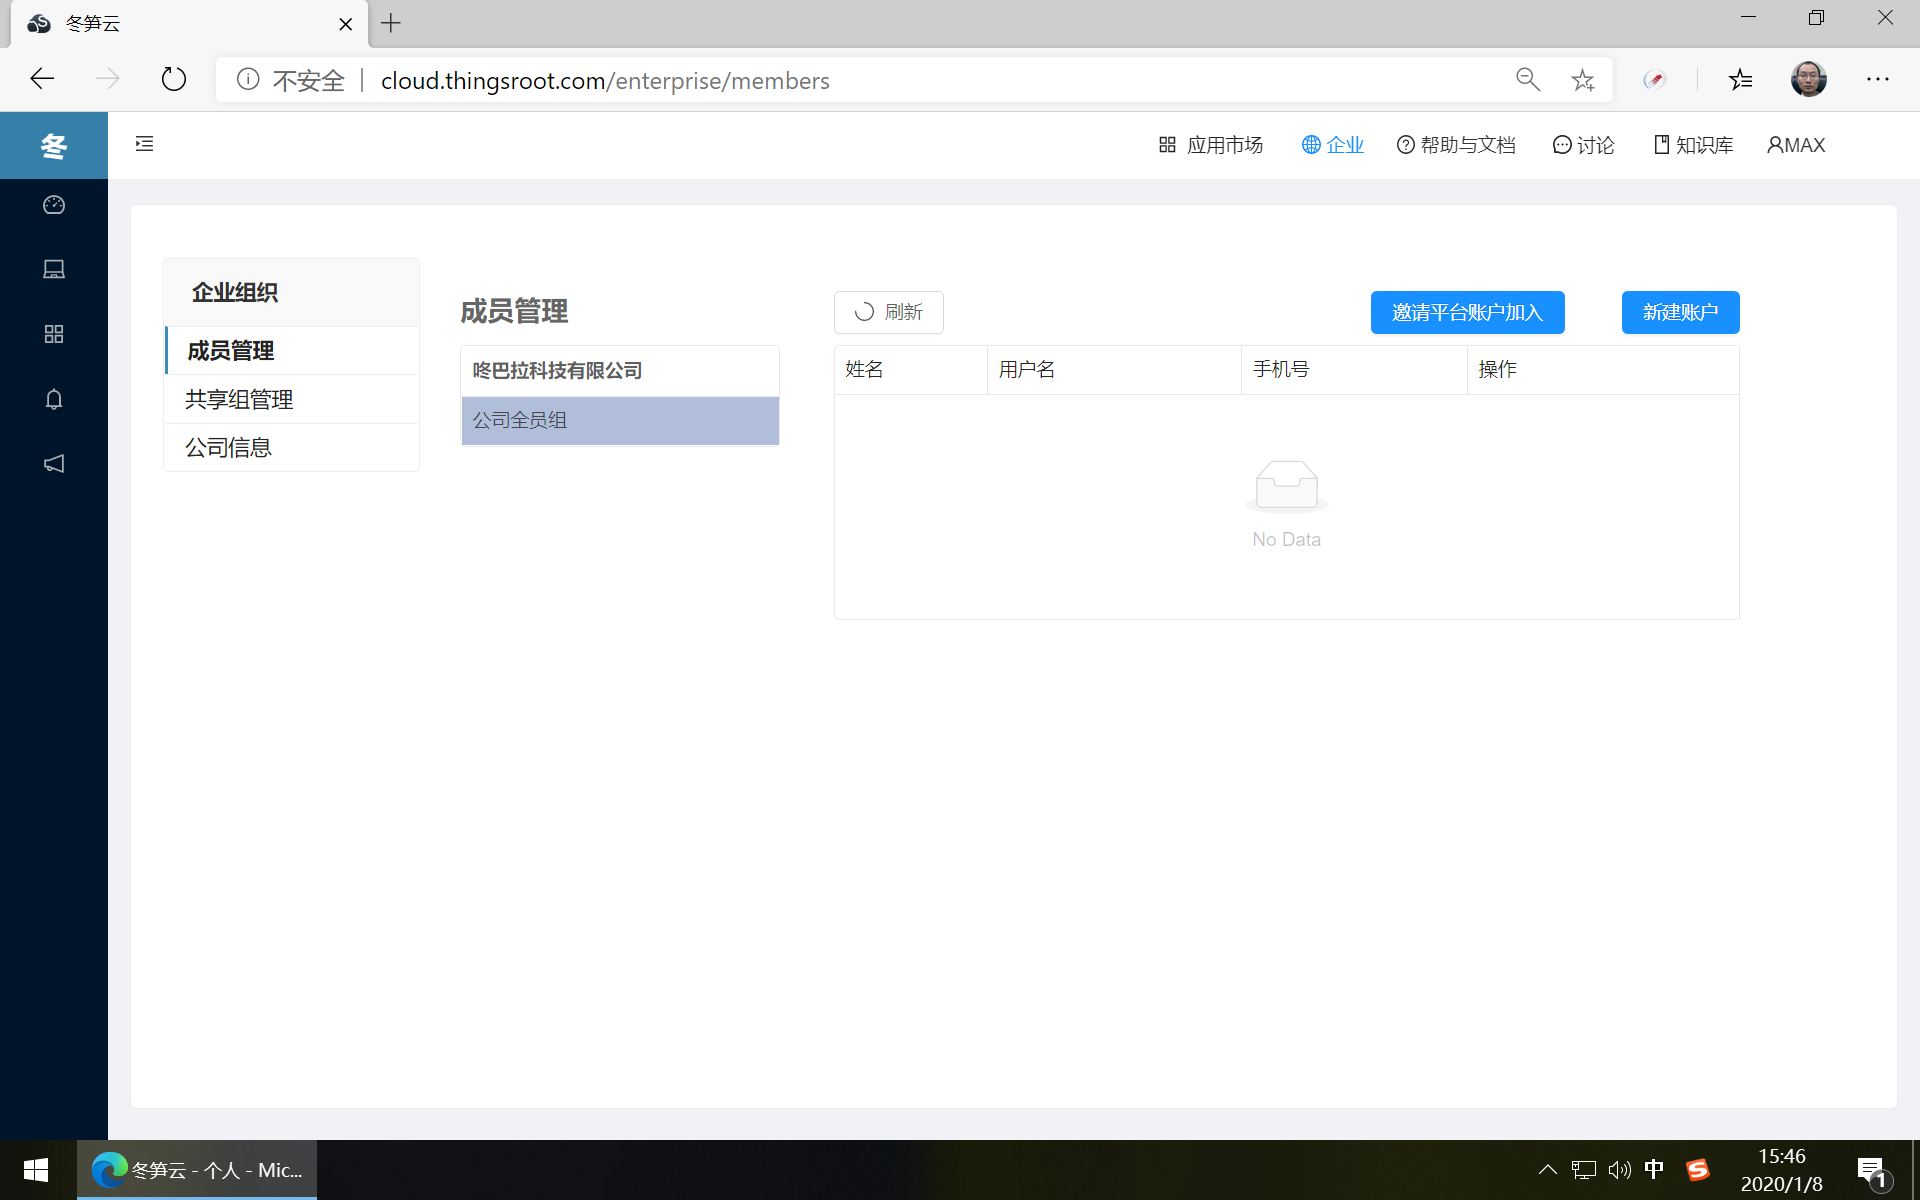 冬笋云
不安全 cloud.thingsroot.com/enterprise/members
冬
应用市场 企业 帮助与文档 讨论 知识库 MAX
企业组织
成员管理
共享组管理
公司信息
成员管理
咚巴拉科技有限公司
公司全员组
刷新 邀请平台账户加入 新建账户
姓名 用户名 手机号 操作
No Data
冬笋云 - 个人 - Mic...
中
15:46
2020/1/8
1